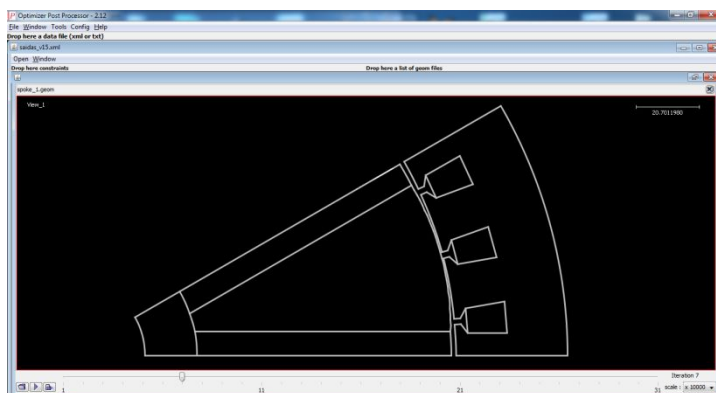 Optimizer Post Processor - 2.12
File Window Tools Config Help
Drop here a data file (xml or txt)
saidas_v15.xml
Open Window
Drop here constraints Drop here a list of geom files
spoke_1.geom
View_1
20.7011980
Iteration 7
1 11 21 31 scale : x 10000